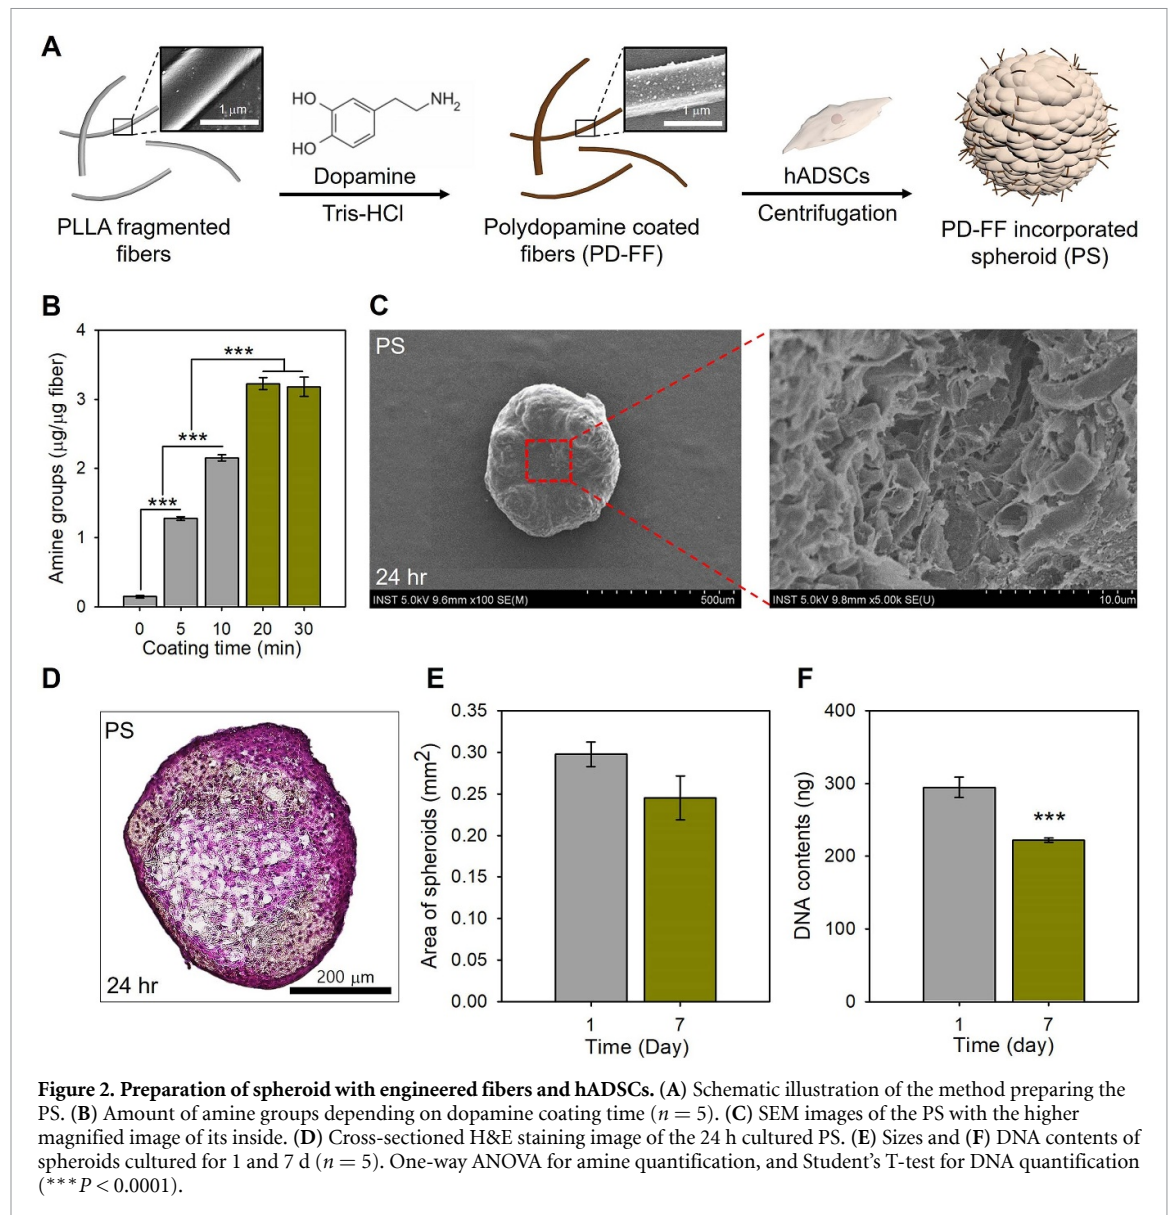 A
1 μm
HO
HO
NH2
Dopamine
Tris-HCl
1 μm
hADSCs
Centrifugation
PLLA fragmented
fibers
Polydopamine coated
fibers (PD-FF)
PD-FF incorporated
spheroid (PS)
B
Amine groups (μg/μg fiber)
4
3
2
1
0
***
***
***
0 5 10 20 30
Coating time (min)
C
PS
24 hr
INST 5.0kV 9.6mm x100 SE(M) 500um
INST 5.0kV 9.8mm x5.00k SE(U) 10.0um
D
PS
24 hr
200 μm
E
Area of spheroids (mm2)
0.35
0.30
0.25
0.20
0.15
0.10
0.05
0.00
1 7
Time (Day)
F
DNA contents (ng)
400
300
200
100
0
***
1 7
Time (day)
Figure 2. Preparation of spheroid with engineered fibers and hADSCs. (A) Schematic illustration of the method preparing the
PS. (B) Amount of amine groups depending on dopamine coating time (n = 5). (C) SEM images of the PS with the higher
magnified image of its inside. (D) Cross-sectioned H&E staining image of the 24 h cultured PS. (E) Sizes and (F) DNA contents of
spheroids cultured for 1 and 7 d (n = 5). One-way ANOVA for amine quantification, and Student's T-test for DNA quantification
(***P < 0.0001).